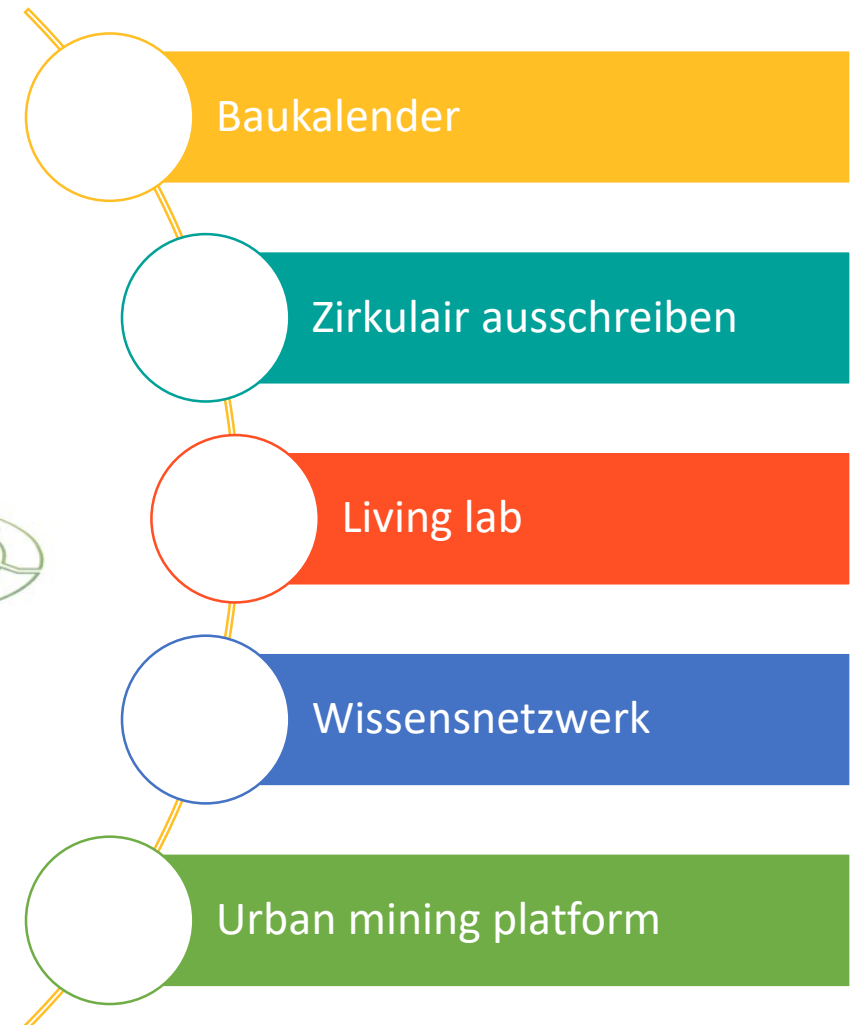 Baukalender
Zirkulair ausschreiben
Living lab
Wissensnetzwerk
Urban mining platform